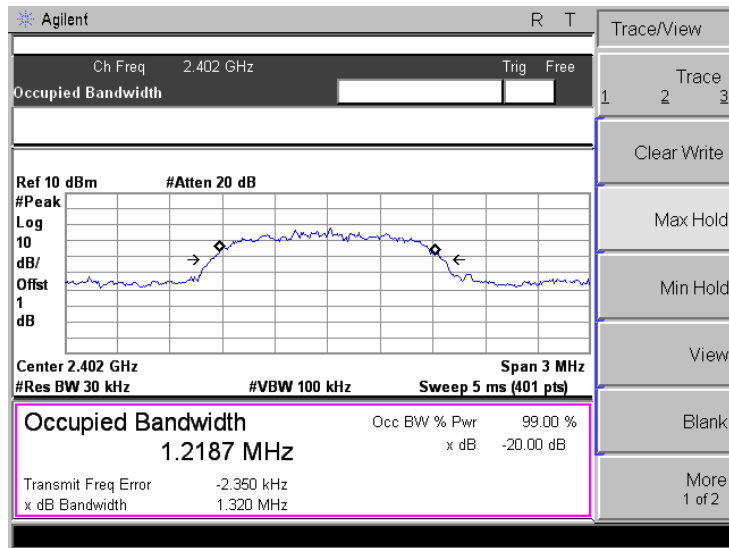 Agilent R T
Trace/View
Ch Freq 2.402 GHz Trig Free
Occupied Bandwidth
Trace
1 2 3
Clear Write
Ref 10 dBm #Atten 20 dB
#Peak
Log
10
dB/
Offst
1
dB
Max Hold
Min Hold
Center 2.402 GHz Span 3 MHz
#Res BW 30 kHz #VBW 100 kHz Sweep 5 ms (401 pts)
View
Occupied Bandwidth Occ BW % Pwr 99.00 %
1.2187 MHz x dB -20.00 dB
Transmit Freq Error -2.350 kHz
x dB Bandwidth 1.320 MHz
Blank
More
1 of 2